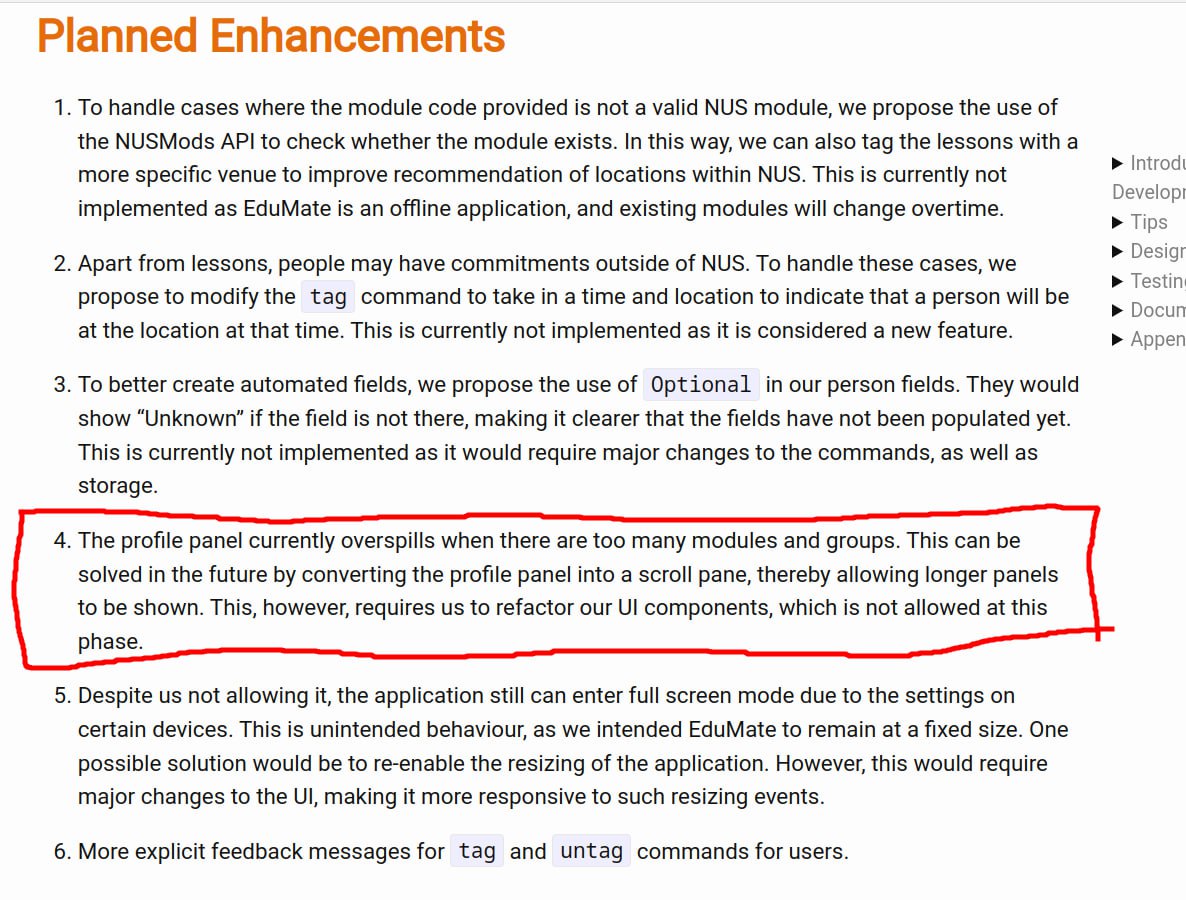 Planned Enhancements
1. To handle cases where the module code provided is not a valid NUS module, we propose the use of
the NUSMods API to check whether the module exists. In this way, we can also tag the lessons with a
more specific venue to improve recommendation of locations within NUS. This is currently not
implemented as EduMate is an offline application, and existing modules will change overtime.
2. Apart from lessons, people may have commitments outside of NUS. To handle these cases, we
propose to modify the tag command to take in a time and location to indicate that a person will be
at the location at that time. This is currently not implemented as it is considered a new feature.
3. To better create automated fields, we propose the use of Optional in our person fields. They would
show “Unknown” if the field is not there, making it clearer that the fields have not been populated yet.
This is currently not implemented as it would require major changes to the commands, as well as
storage.
4. The profile panel currently overspills when there are too many modules and groups. This can be
solved in the future by converting the profile panel into a scroll pane, thereby allowing longer panels
to be shown. This, however, requires us to refactor our UI components, which is not allowed at this
phase.
5. Despite us not allowing it, the application still can enter full screen mode due to the settings on
certain devices. This is unintended behaviour, as we intended EduMate to remain at a fixed size. One
possible solution would be to re-enable the resizing of the application. However, this would require
major changes to the UI, making it more responsive to such resizing events.
6. More explicit feedback messages for tag and untag commands for users.
▶ Introdu
Developr
▶ Tips
▶ Design
▶ Testing
▶ Docum
▶ Appen